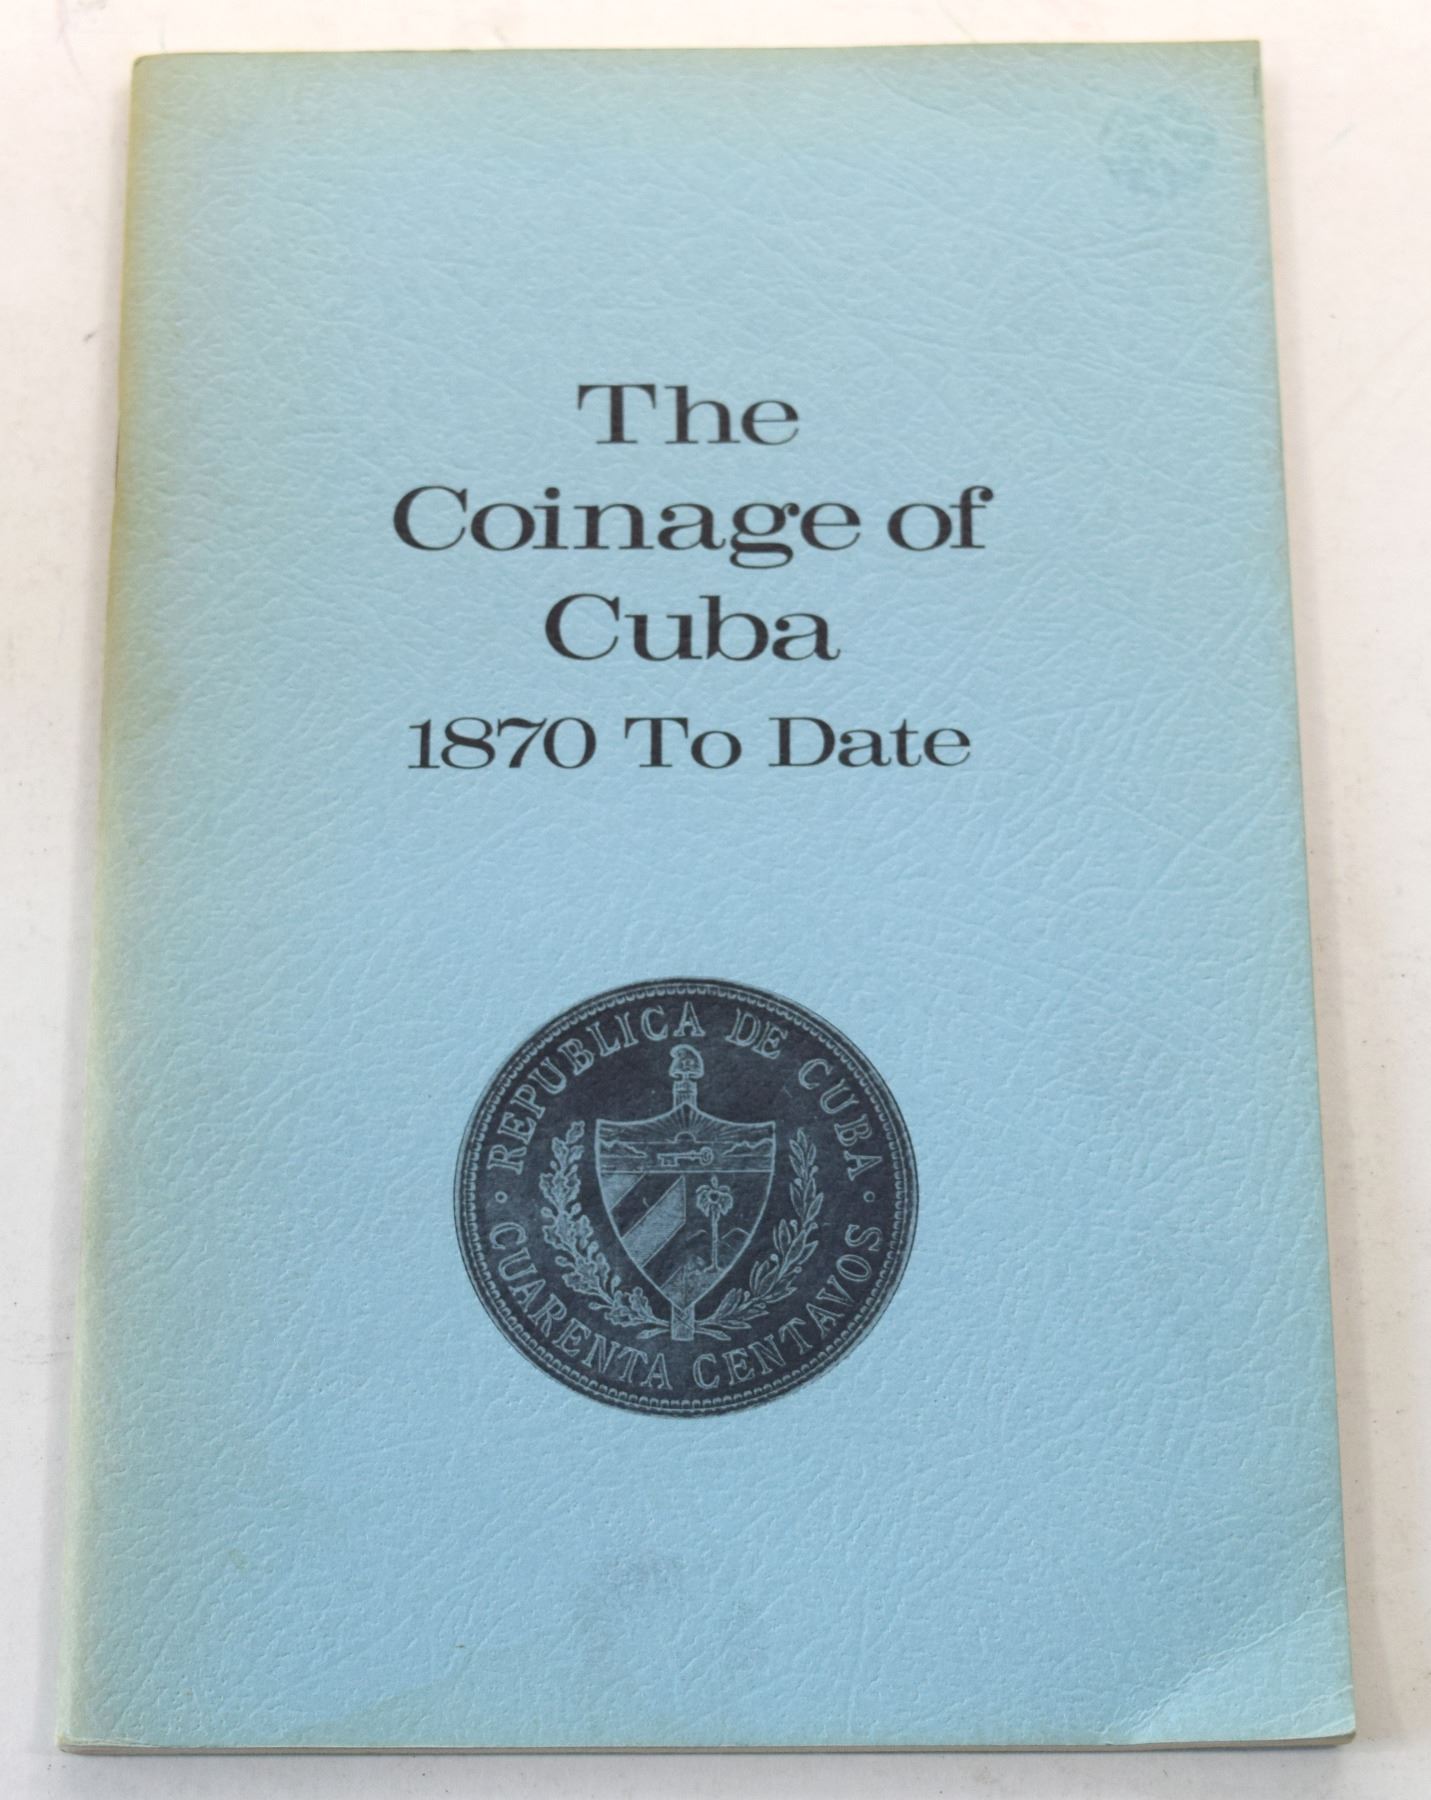 The
Coinage of
Cuba
1870 To Date
REPUBLICA DE CUBA
CUARENTA CENTAVOS